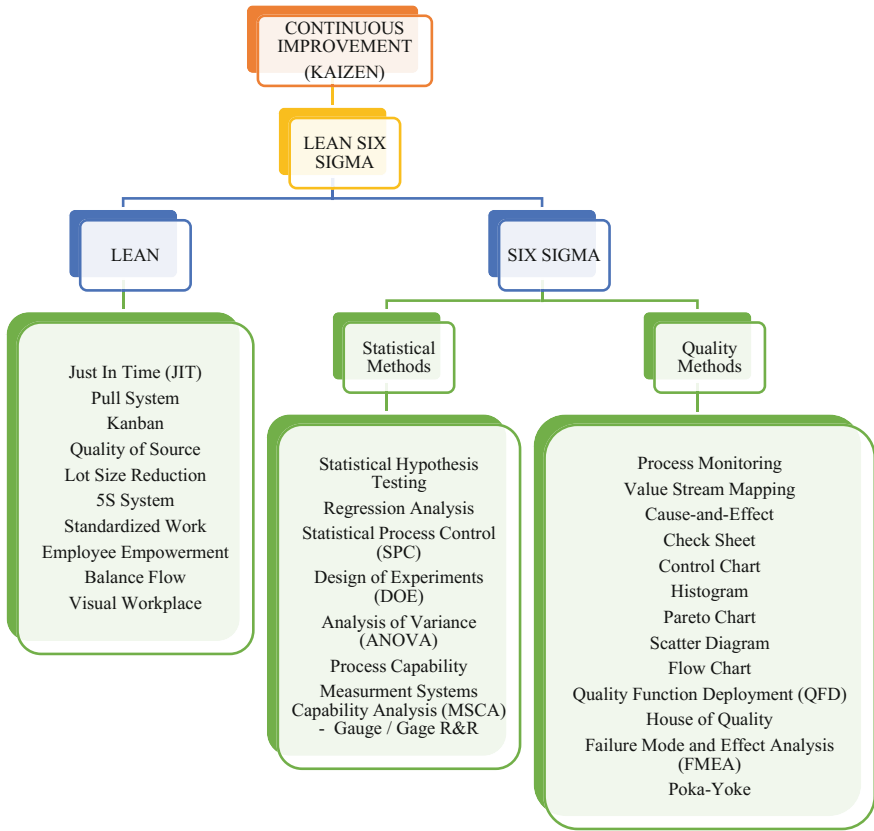 CONTINUOUS
IMPROVEMENT
(KAIZEN)
LEAN SIX
SIGMA
LEAN
SIX SIGMA
Just In Time (JIT)
Pull System
Kanban
Quality of Source
Lot Size Reduction
5S System
Standardized Work
Employee Empowerment
Balance Flow
Visual Workplace
Statistical
Methods
Statistical Hypothesis
Testing
Regression Analysis
Statistical Process Control
(SPC)
Design of Experiments
(DOE)
Analysis of Variance
(ANOVA)
Process Capability
Measurment Systems
Capability Analysis (MSCA)
- Gauge / Gage R&R
Quality
Methods
Process Monitoring
Value Stream Mapping
Cause-and-Effect
Check Sheet
Control Chart
Histogram
Pareto Chart
Scatter Diagram
Flow Chart
Quality Function Deployment (QFD)
House of Quality
Failure Mode and Effect Analysis
(FMEA)
Poka-Yoke